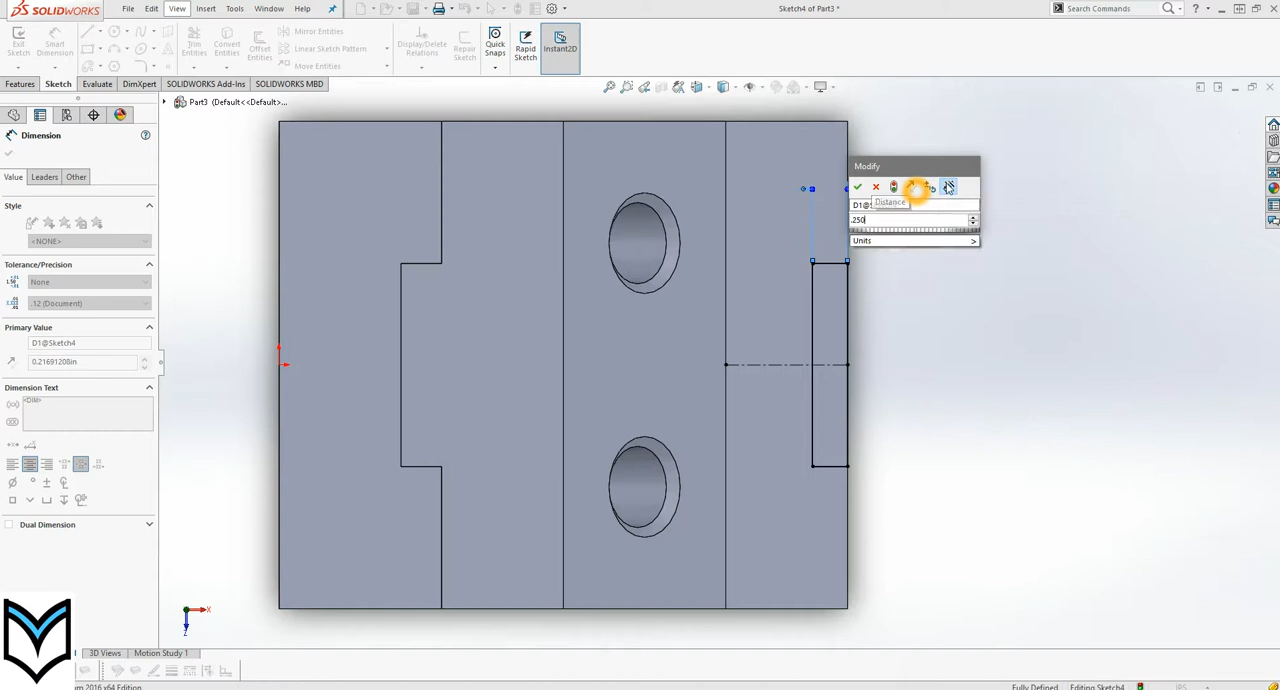 SOLIDWORKS File Edit View Insert Tools Window Help Sketch4 of Part3 * Search Commands
Exit Sketch Smart Dimension Trim Entities Convert Entities Offset Entities Mirror Entities Linear Sketch Pattern Move Entities Display/Delete Relations Repair Sketch Quick Snaps Rapid Sketch Instant2D
Features Sketch Evaluate DimXpert SOLIDWORKS Add-Ins SOLIDWORKS MBD
Part3 (Default<<Default>...
Dimension
Value Leaders Other
Style
<NONE>
Tolerance/Precision
None
.12 (Document)
Primary Value
D1@Sketch4
0.21691208in
Dimension Text
<DIM>
Dual Dimension
Modify
D1@S
Distance
.250
Units >
X
Z
3D Views Motion Study 1
Fully Defined Editing Sketch4